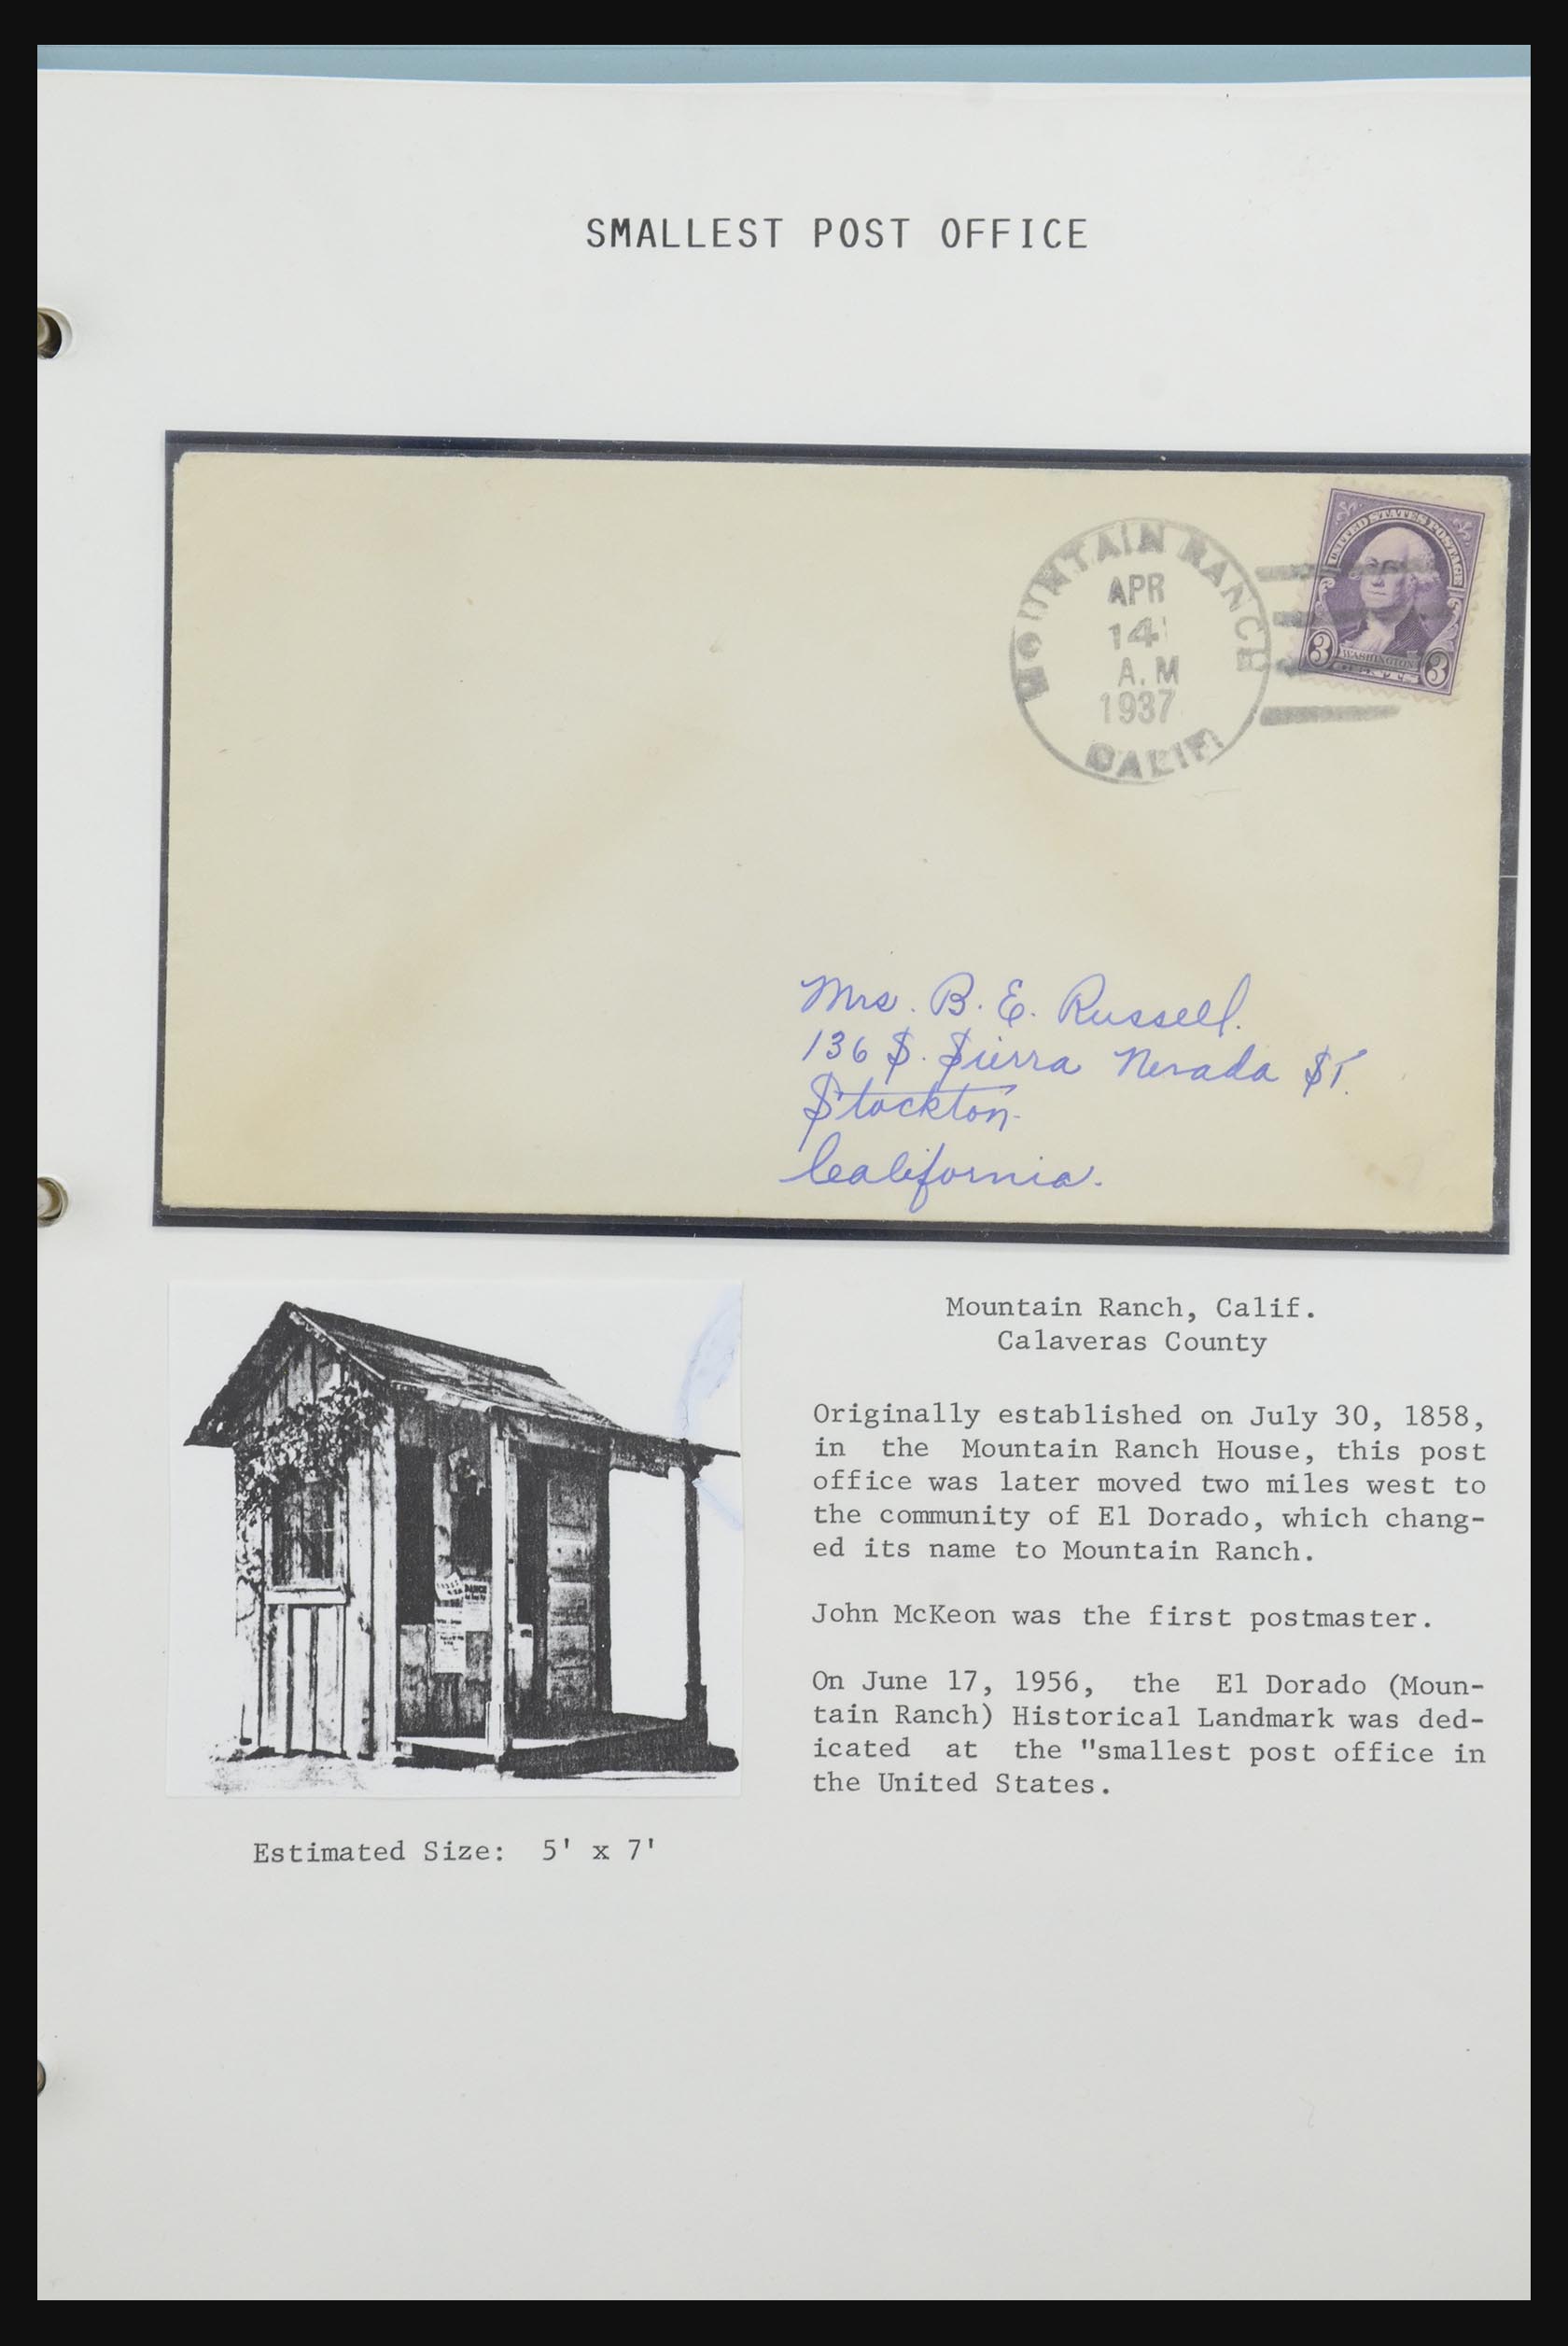 SMALLEST POST OFFICE
MOUNTAIN RANCH
APR
14
A.M
1937
CALIF.
UNITED STATES POSTAGE
3 WASHINGTON 3
CENTS
Mrs. B. E. Russell.
136 S. Sierra Nevada St.
Stockton.
California.
Mountain Ranch, Calif.
Calaveras County
Originally established on July 30, 1858,
in the Mountain Ranch House, this post
office was later moved two miles west to
the community of El Dorado, which chang-
ed its name to Mountain Ranch.
John McKeon was the first postmaster.
On June 17, 1956, the El Dorado (Moun-
tain Ranch) Historical Landmark was ded-
icated at the "smallest post office in
the United States.
Estimated Size: 5' x 7'